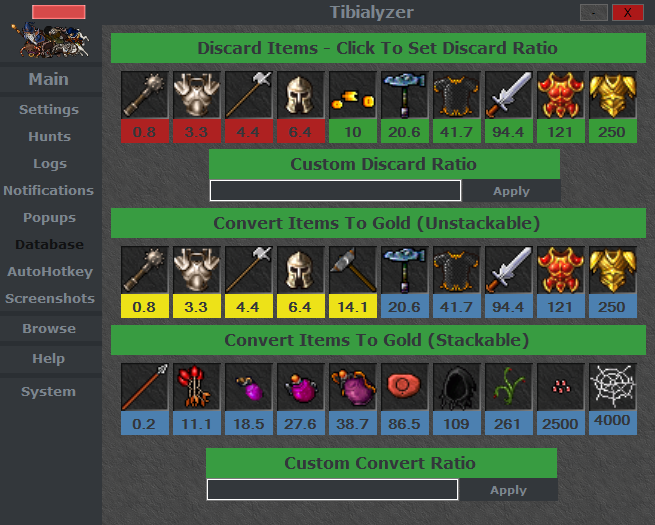 Tibialyzer
- X
Main
Settings
Hunts
Logs
Notifications
Popups
Database
AutoHotkey
Screenshots
Browse
Help
System
Discard Items - Click To Set Discard Ratio
0.8 3.3 4.4 6.4 10 20.6 41.7 94.4 121 250
Custom Discard Ratio
Apply
Convert Items To Gold (Unstackable)
0.8 3.3 4.4 6.4 14.1 20.6 41.7 94.4 121 250
Convert Items To Gold (Stackable)
0.2 11.1 18.5 27.6 38.7 86.5 109 261 2500 4000
Custom Convert Ratio
Apply